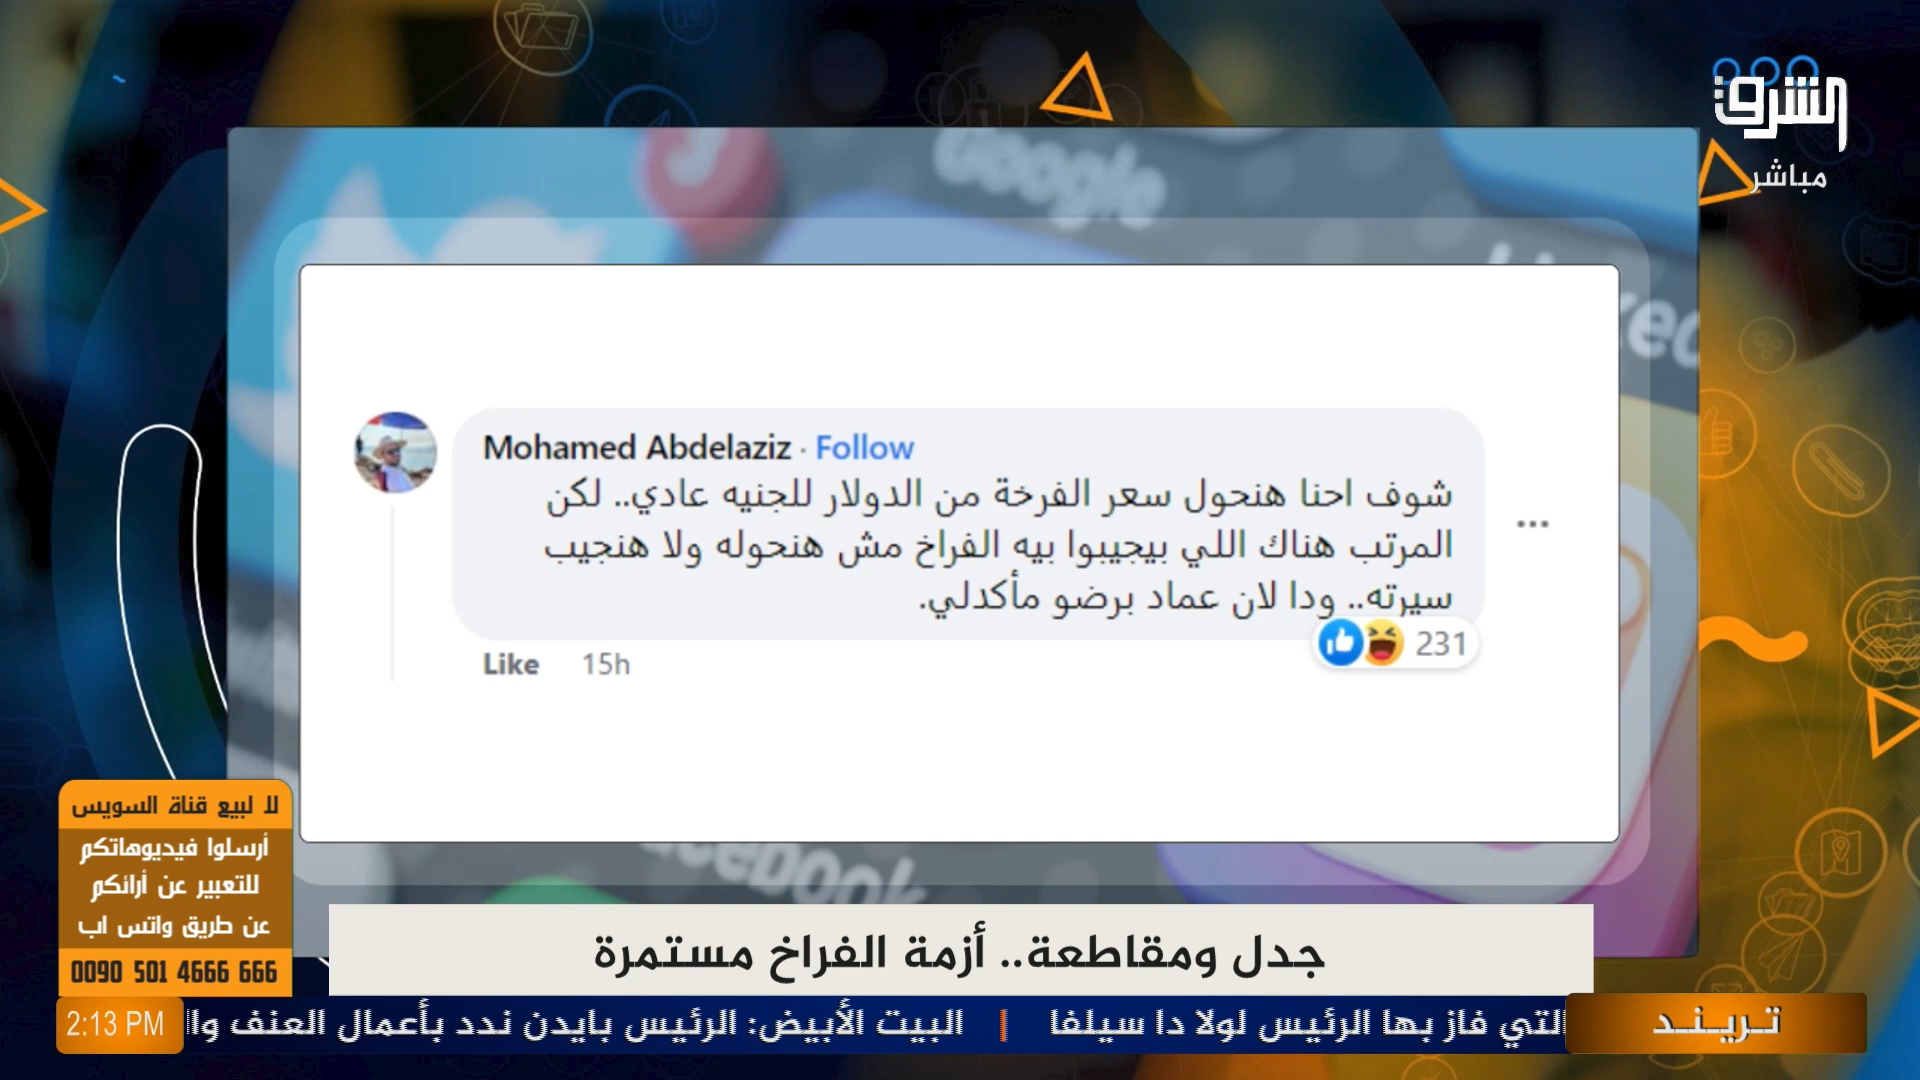 الشرق
مباشر
Google
Mohamed Abdelaziz · Follow
شوف احنا هنحول سعر الفرخة من الدولار للجنيه عادي.. لكن
المرتب هناك اللي بيجيبوا بيه الفراخ مش هنحوله ولا هنجيب
سيرته.. ودا لان عماد برضو مأكدلي.
231
Like 15h
لا لبيع قناة السويس
أرسلوا فيديوهاتكم
للتعبير عن أرائكم
عن طريق واتس اب
0090 501 4666 666
جدل ومقاطعة.. أزمة الفراخ مستمرة
تريند
التي فاز بها الرئيس لولا دا سيلفا | البيت الأبيض: الرئيس بايدن ندد بأعمال العنف
2:13 PM